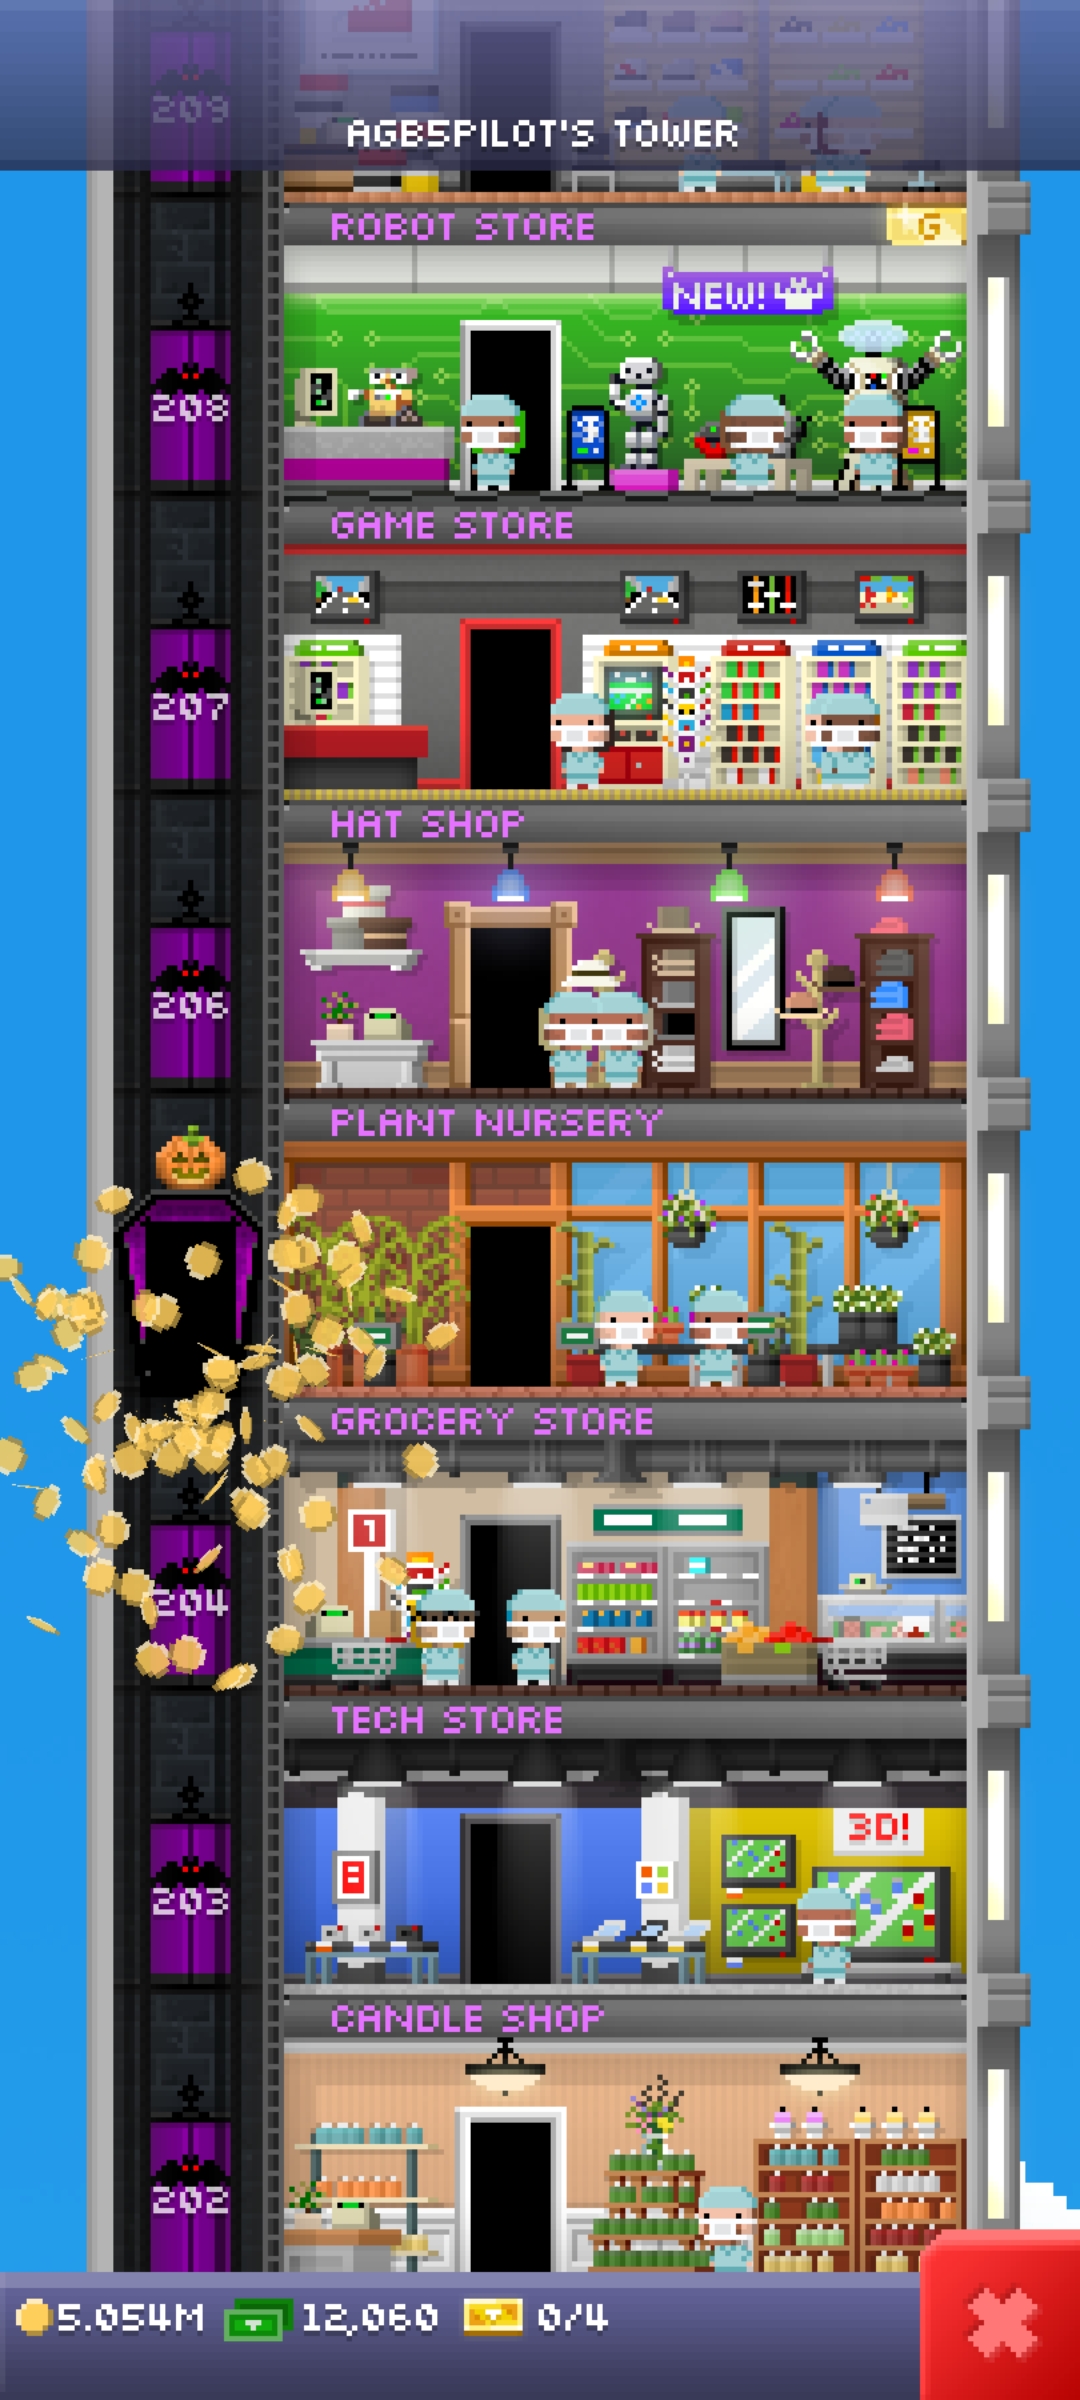 209
AGB5PILOT'S TOWER
ROBOT STORE
G
NEW!
208
GAME STORE
207
HAT SHOP
206
PLANT NURSERY
GROCERY STORE
1
204
TECH STORE
3D!
8
203
CANDLE SHOP
202
5.054M 12,060 0/4